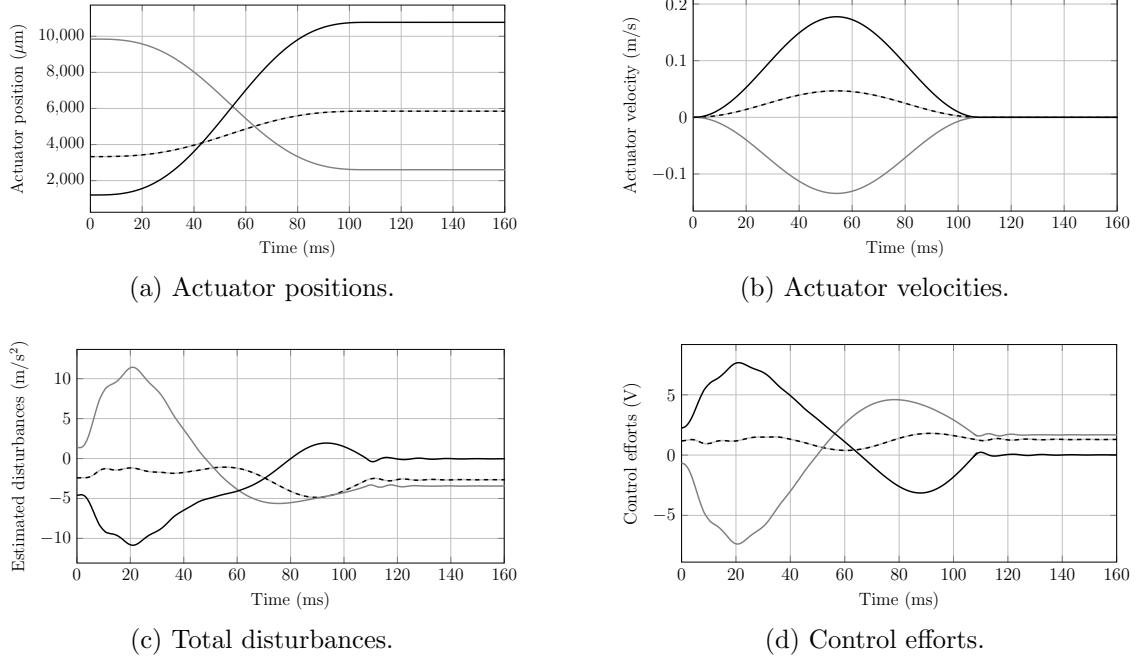 10,000
8,000
6,000
4,000
2,000
0 20 40 60 80 100 120 140 160
Actuator position (μm)
Time (ms)
(a) Actuator positions.
0.2
0.1
0
−0.1
0 20 40 60 80 100 120 140 160
Actuator velocity (m/s)
Time (ms)
(b) Actuator velocities.
10
5
0
−5
−10
0 20 40 60 80 100 120 140 160
Estimated disturbances (m/s²)
Time (ms)
(c) Total disturbances.
5
0
−5
0 20 40 60 80 100 120 140 160
Control efforts (V)
Time (ms)
(d) Control efforts.